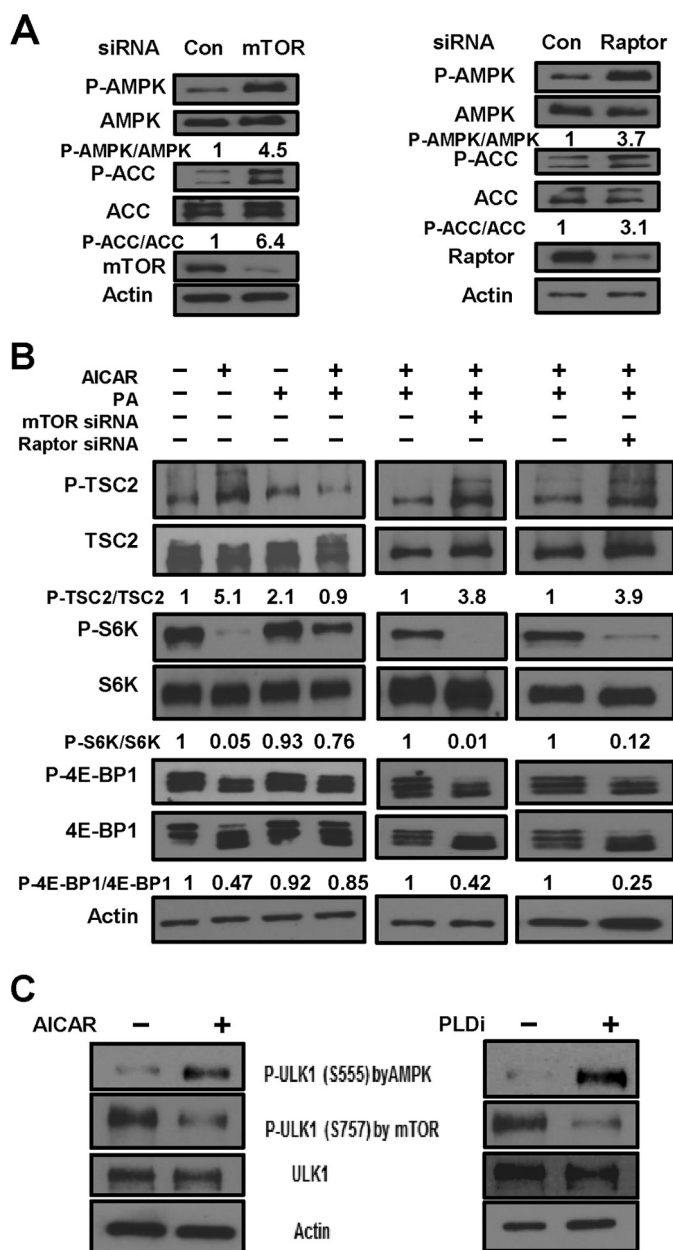 A
siRNA Con mTOR
P-AMPK
AMPK
P-AMPK/AMPK 1 4.5
P-ACC
ACC
P-ACC/ACC 1 6.4
mTOR
Actin
siRNA Con Raptor
P-AMPK
AMPK
P-AMPK/AMPK 1 3.7
P-ACC
ACC
P-ACC/ACC 1 3.1
Raptor
Actin
B
AICAR − + − + + + + +
PA − − + + + + + +
mTOR siRNA − − − − − + − −
Raptor siRNA − − − − − − − +
P-TSC2
TSC2
P-TSC2/TSC2 1 5.1 2.1 0.9 1 3.8 1 3.9
P-S6K
S6K
P-S6K/S6K 1 0.05 0.93 0.76 1 0.01 1 0.12
P-4E-BP1
4E-BP1
P-4E-BP1/4E-BP1 1 0.47 0.92 0.85 1 0.42 1 0.25
Actin
C
AICAR − +
PLDi − +
P-ULK1 (S555) byAMPK
P-ULK1 (S757) by mTOR
ULK1
Actin